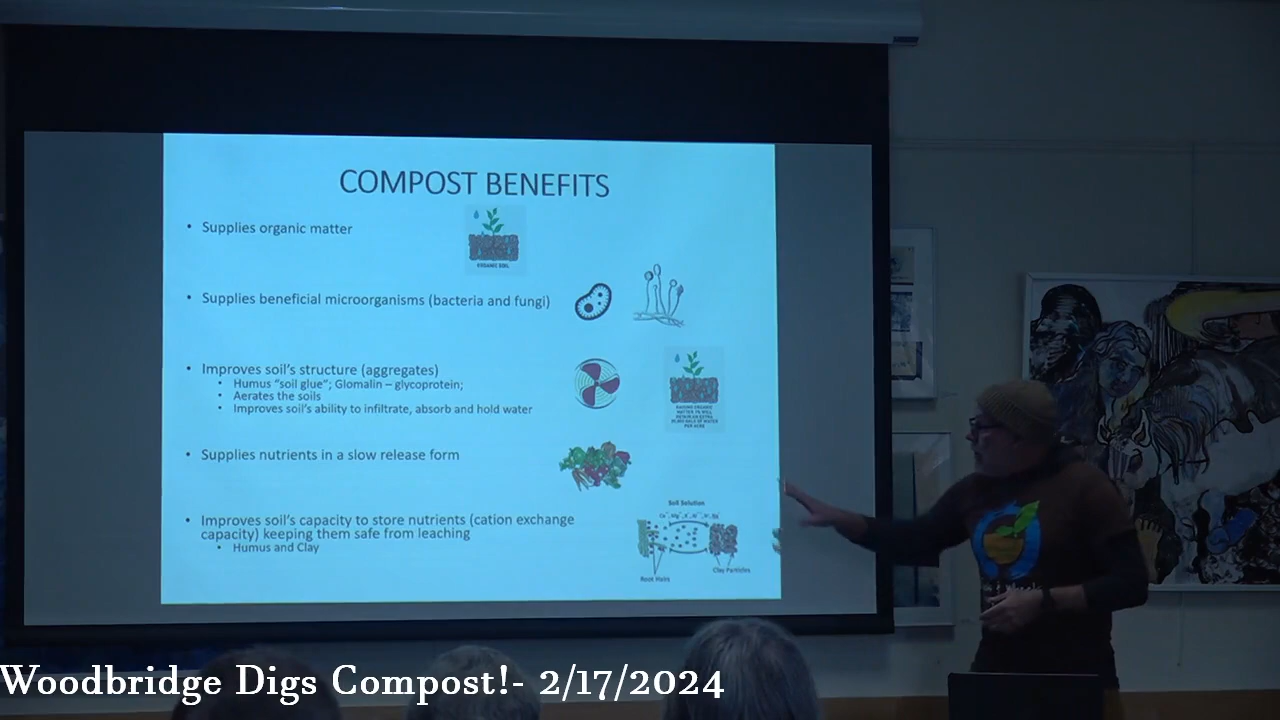 COMPOST BENEFITS
• Supplies organic matter
ORGANIC SOIL
• Supplies beneficial microorganisms (bacteria and fungi)
• Improves soil's structure (aggregates)
• Humus "soil glue"; Glomalin – glycoprotein;
• Aerates the soils
• Improves soil's ability to infiltrate, absorb and hold water
• Supplies nutrients in a slow release form
• Improves soil's capacity to store nutrients (cation exchange
capacity) keeping them safe from leaching
• Humus and Clay
Soil Solution
Root Hairs
Clay Particles
Woodbridge Digs Compost!- 2/17/2024